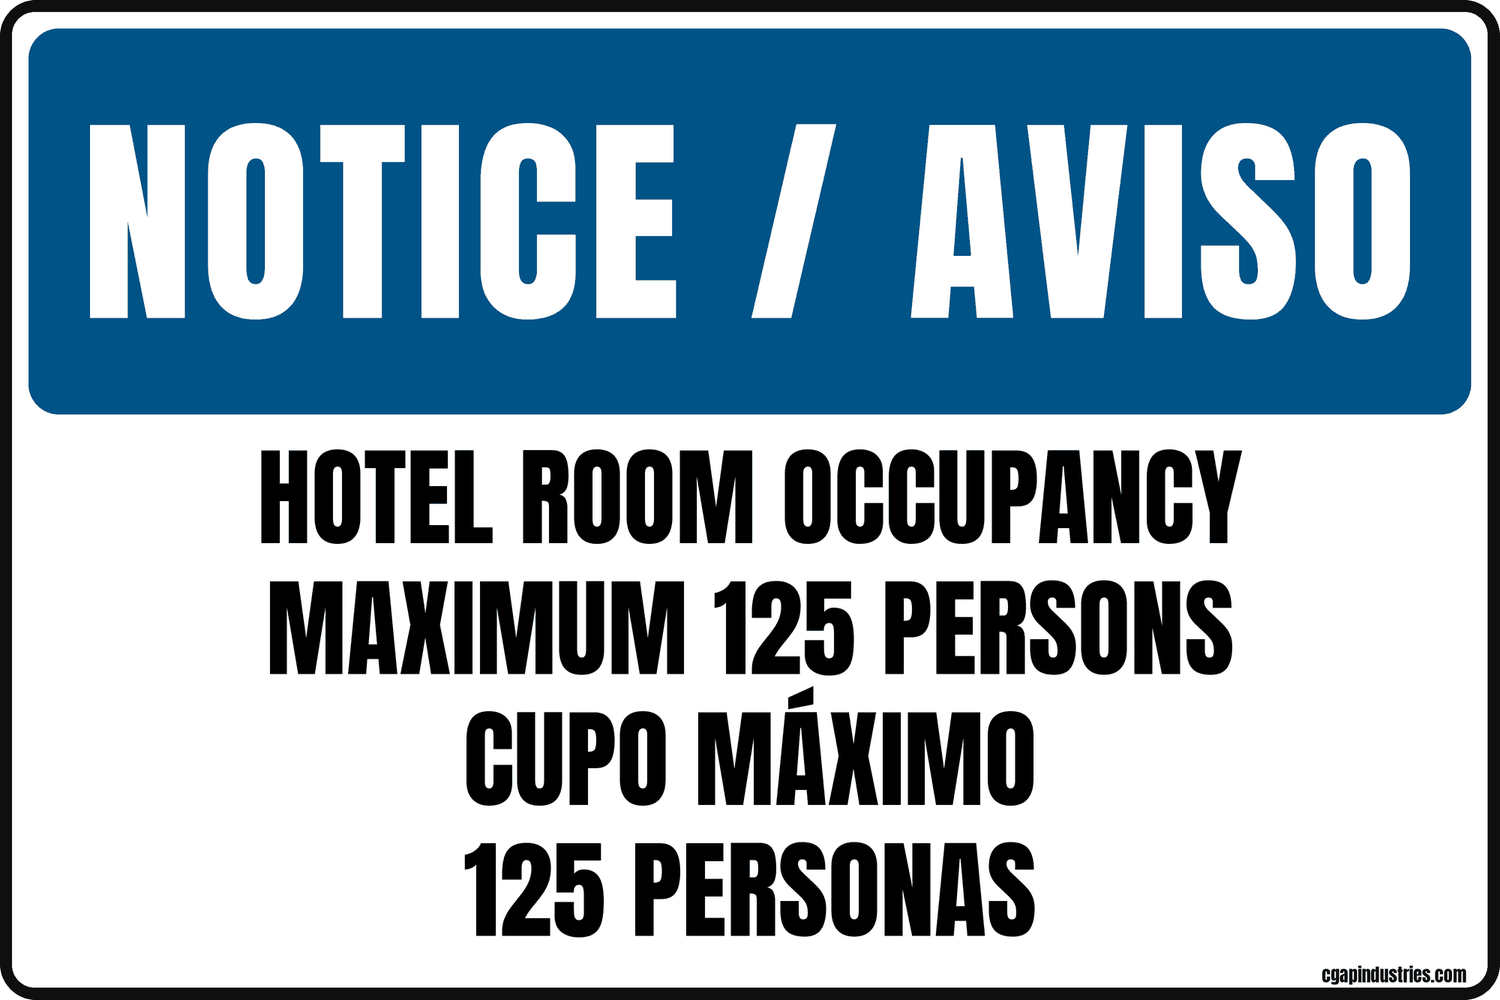 NOTICE / AVISO
HOTEL ROOM OCCUPANCY
MAXIMUM 125 PERSONS
CUPO MÁXIMO
125 PERSONAS
cgapindustries.com